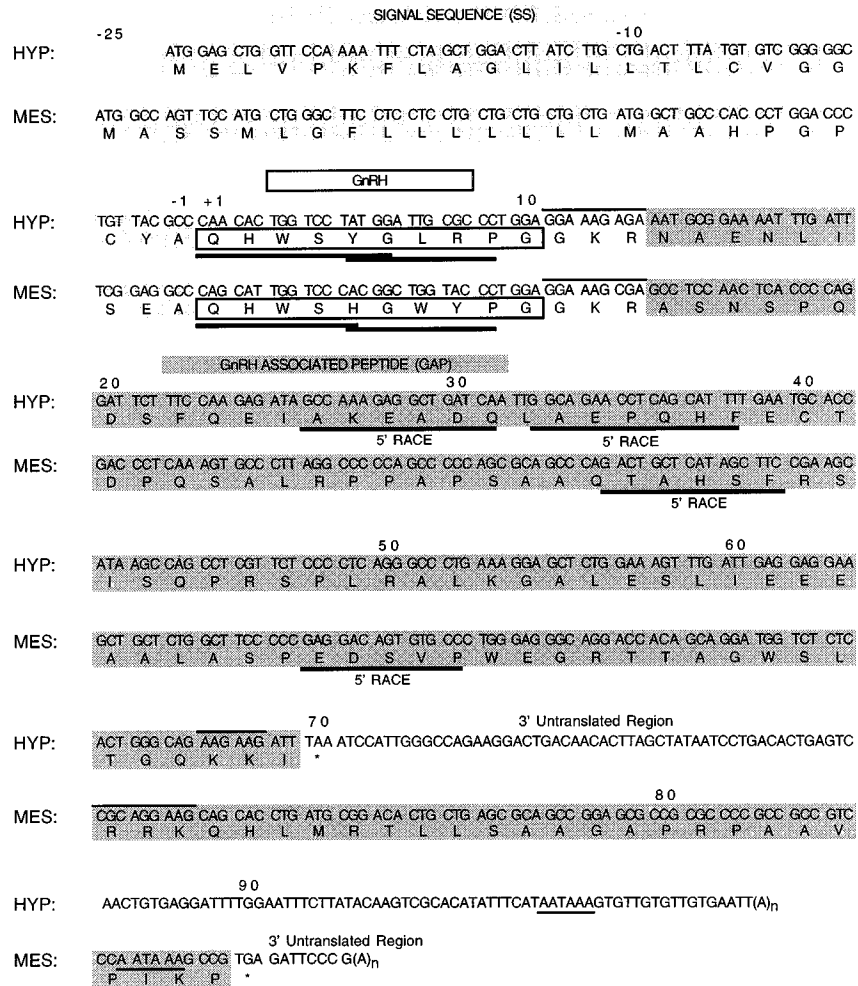 SIGNAL SEQUENCE (SS)
-25 -10
HYP: ATG GAG CTG GTT CCA AAA TTT CTA GCT GGA CTT ATC TTG CTG ACT TTA TGT GTC GGG GGC
M E L V P K F L A G L I L L T L C V G G
MES: ATG GCC AGT TCC ATG CTG GGC TTC CTC CTC CTG CTG CTG CTG CTG ATG GCT GCC CAC CCT GGA CCC
M A S S M L G F L L L L L L L M A A H P G P
GnRH
-1 +1 10
HYP: TGT TAC GCC CAA CAC TGG TCC TAT GGA TTG CGC CCT GGA GGA AAG AGA AAT GCG GAA AAT TTG ATT
C Y A Q H W S Y G L R P G G K R N A E N L I
MES: TCG GAG GCC CAG CAT TGG TCC CAC GGC TGG TAC CCT GGA GGA AAG CGA GCC TCC AAC TCA CCC CAG
S E A Q H W S H G W Y P G G K R A S N S P Q
GnRH ASSOCIATED PEPTIDE (GAP)
20 30 40
HYP: GAT TCT TTC CAA GAG ATA GCC AAA GAG GCT GAT CAA TTG GCA GAA CCT CAG CAT TTT GAA TGC ACC
D S F Q E I A K E A D Q L A E P Q H F E C T
5' RACE 5' RACE
MES: GAC CCT CAA AGT GCC CTT AGG CCC CCA GCC CCC AGC GCA GCC CAG ACT GCT CAT AGC TTC CGA AGC
D P Q S A L R P P A P S A A Q T A H S F R S
5' RACE
50 60
HYP: ATA AGC CAG CCT CGT TCT CCC CTC AGG GCC CTG AAA GGA GCT CTG GAA AGT TTG ATT GAG GAG GAA
I S Q P R S P L R A L K G A L E S L I E E E
MES: GCT GCT CTG GCT TCC CCC GAG GAC AGT GTG CCC TGG GAG GGC AGG ACC ACA GCA GGA TGG TCT CTC
A A L A S P E D S V P W E G R T T A G W S L
5' RACE
70 3' Untranslated Region
HYP: ACT GGG CAG AAG AAG ATT TAA ATCCATTGGGCCAGAAGGACTGACAACACTTAGCTATAATCCTGACACTGAGTC
T G Q K K I *
80
MES: CGC AGG AAG CAG CAC CTG ATG CGG ACA CTG CTG AGC GCA GCC GGA GCG CCG CGC CCC GCC GCC GTC
R R K Q H L M R T L L S A A G A P R P A A V
90
HYP: AACTGTGAGGATTTTGGAATTTCTTATACAAGTCGCACATATTTCATAATAAAGTGTTGTGTTGTGAATT(A)n
3' Untranslated Region
MES: CCA ATA AAG CCG TGA GATTCCC G(A)n
P I K P *